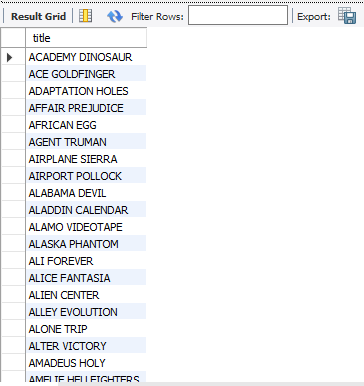 Result Grid Filter Rows: Export:
title
ACADEMY DINOSAUR
ACE GOLDFINGER
ADAPTATION HOLES
AFFAIR PREJUDICE
AFRICAN EGG
AGENT TRUMAN
AIRPLANE SIERRA
AIRPORT POLLOCK
ALABAMA DEVIL
ALADDIN CALENDAR
ALAMO VIDEOTAPE
ALASKA PHANTOM
ALI FOREVER
ALICE FANTASIA
ALIEN CENTER
ALLEY EVOLUTION
ALONE TRIP
ALTER VICTORY
AMADEUS HOLY
AMELIE HELLFIGHTERS